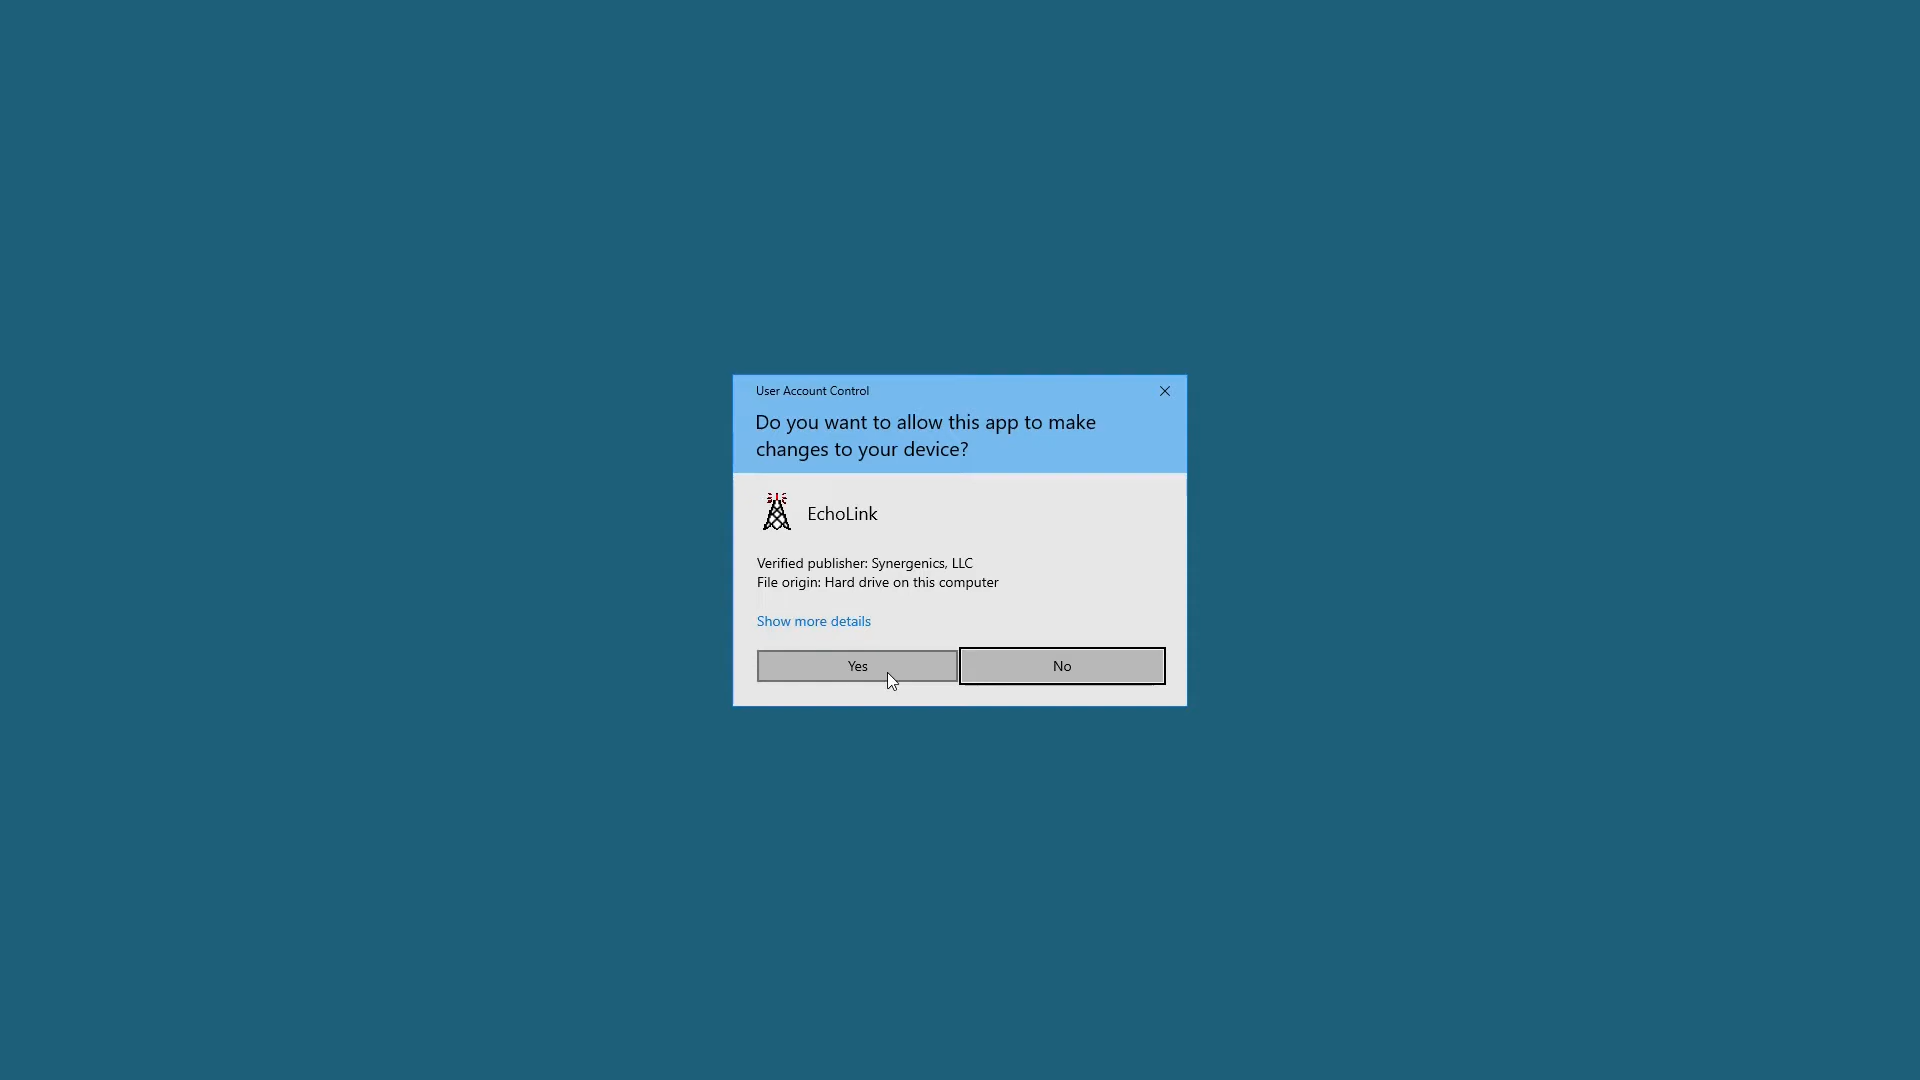 User Account Control
Do you want to allow this app to make
changes to your device?
EchoLink
Verified publisher: Synergenics, LLC
File origin: Hard drive on this computer
Show more details
Yes
No